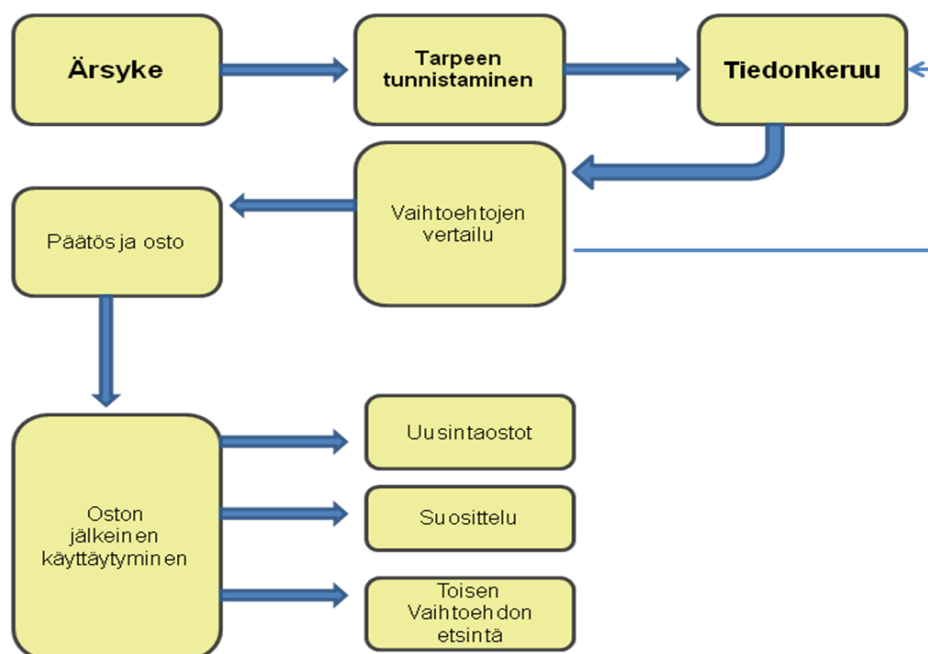 Ärsyke
Tarpeen
tunnistaminen
Tiedonkeruu
Vaihtoehtojen
vertailu
Päätös ja osto
Oston
jälkeinen
käyttäytyminen
Uusintaostot
Suosittelu
Toisen
Vaihtoehdon
etsintä